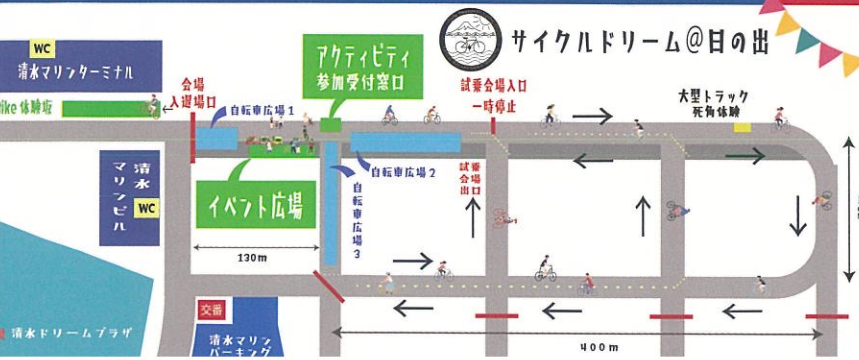 サイクルドリーム@日の出
WC
清水マリンターミナル
ike 体験
会場
入退場口
自転車広場1
アクティビティ
参加受付窓口
試乗会場入口
一時停止
大型トラック
死角体験
清水
マリンビル
WC
イベント広場
自転車広場2
自転車広場3
試乗
会場
出口
130m
交番
清水マリン
パーキング
清水ドリームプラザ
400m